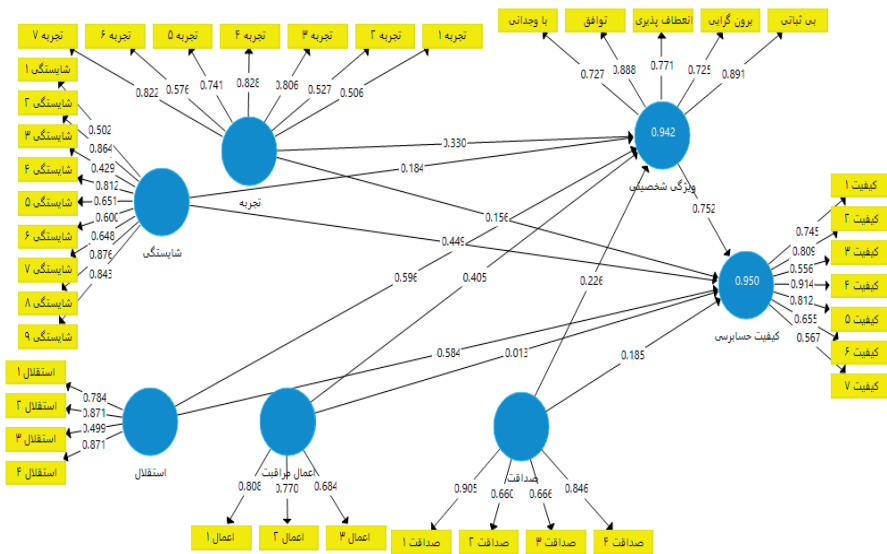 تجربه ۷
تجربه ۶
تجربه ۵
تجربه ۴
تجربه ۳
تجربه ۲
تجربه ۱
0.822
0.576
0.741
0.828
0.806
0.527
0.506
تجربه
با وجدانی
توافق
انعطاف پذیری
برون گرایی
بی ثباتی
0.727
0.888
0.771
0.725
0.891
0.942
ویژگی شخصیتی
شایستگی ۱
شایستگی ۲
شایستگی ۳
شایستگی ۴
شایستگی ۵
شایستگی ۶
شایستگی ۷
شایستگی ۸
شایستگی ۹
0.502
0.864
0.429
0.812
0.651
0.600
0.648
0.876
0.843
شایستگی
0.330
0.184
0.156
0.449
0.596
0.405
0.226
0.752
0.584
0.013
0.185
کیفیت ۱
کیفیت ۲
کیفیت ۳
کیفیت ۴
کیفیت ۵
کیفیت ۶
کیفیت ۷
0.745
0.809
0.556
0.914
0.812
0.655
0.567
0.950
کیفیت حسابرسی
استقلال ۱
استقلال ۲
استقلال ۳
استقلال ۴
0.784
0.871
0.499
0.871
استقلال
اعمال مراقبت
0.808
0.770
0.684
اعمال ۱
اعمال ۲
اعمال ۳
صداقت
0.905
0.660
0.666
0.846
صداقت ۱
صداقت ۲
صداقت ۳
صداقت ۴